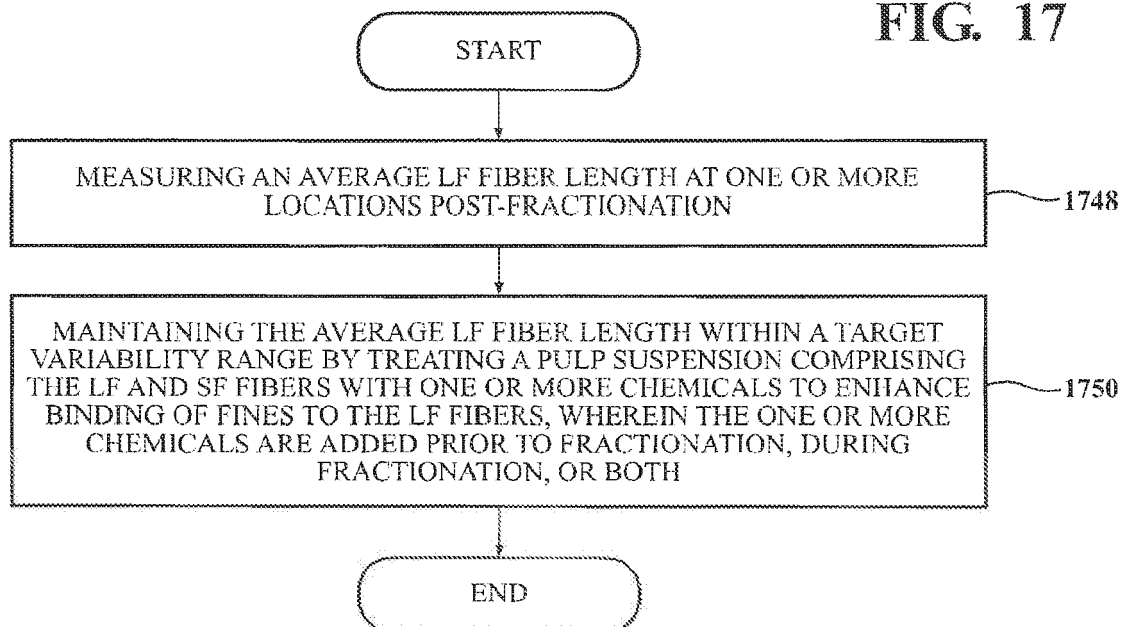 FIG. 17
START
MEASURING AN AVERAGE LF FIBER LENGTH AT ONE OR MORE
LOCATIONS POST-FRACTIONATION
1748
MAINTAINING THE AVERAGE LF FIBER LENGTH WITHIN A TARGET
VARIABILITY RANGE BY TREATING A PULP SUSPENSION COMPRISING
THE LF AND SF FIBERS WITH ONE OR MORE CHEMICALS TO ENHANCE
BINDING OF FINES TO THE LF FIBERS, WHEREIN THE ONE OR MORE
CHEMICALS ARE ADDED PRIOR TO FRACTIONATION, DURING
FRACTIONATION, OR BOTH
1750
END